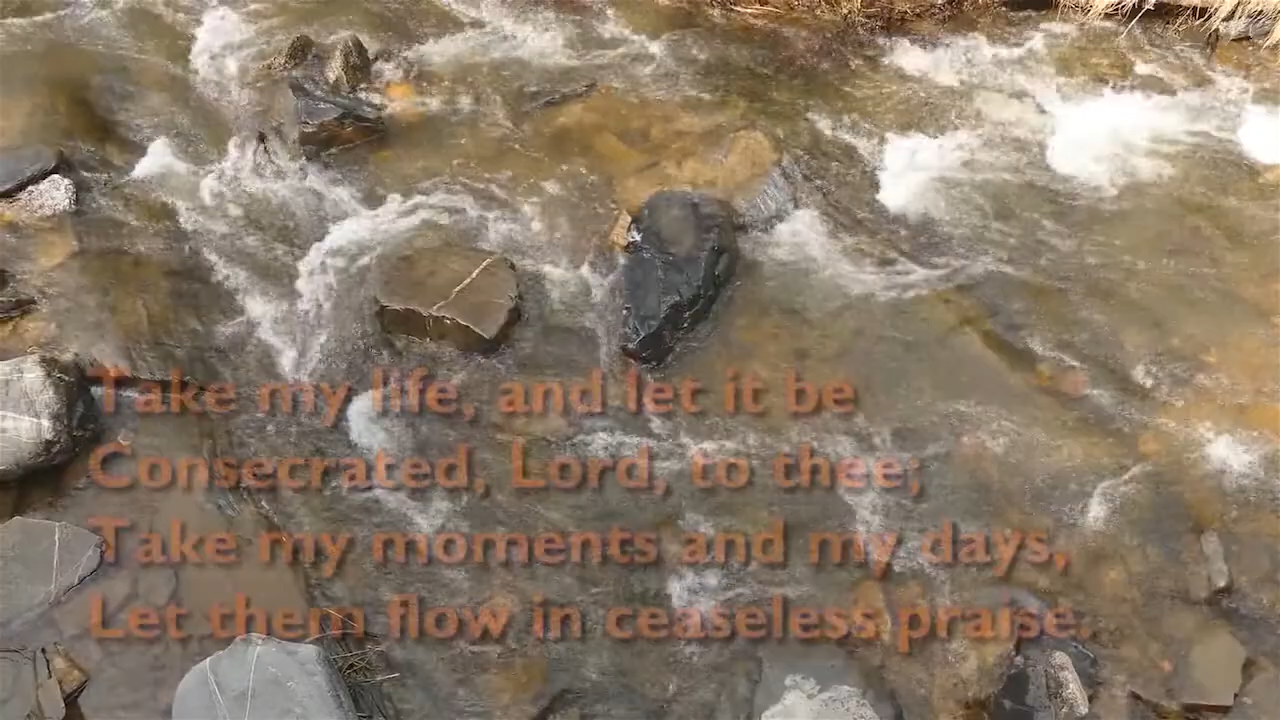 Take my life, and let it be
Consecrated, Lord, to thee;
Take my moments and my days,
Let them flow in ceaseless praise.